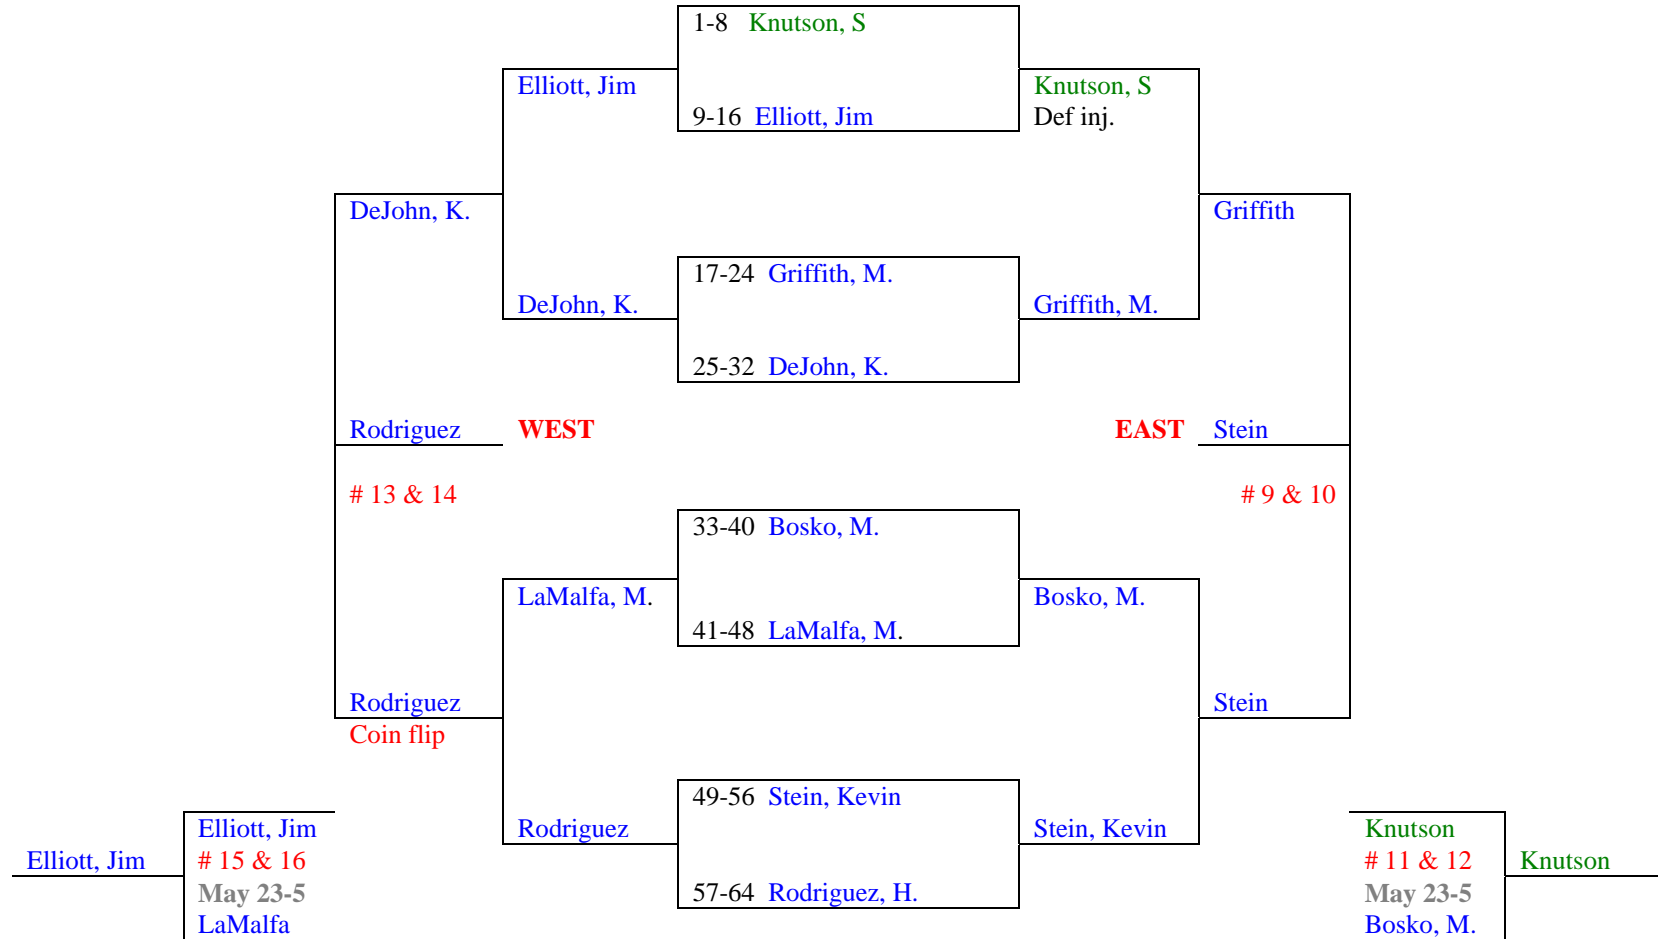 1-8 Knutson, S
Elliott, Jim
Knutson, S
9-16 Elliott, Jim
Def inj.
DeJohn, K.
Griffith
17-24 Griffith, M.
DeJohn, K.
Griffith, M.
25-32 DeJohn, K.
Rodriguez
WEST
EAST
Stein
# 13 & 14
# 9 & 10
33-40 Bosko, M.
LaMalfa, M.
Bosko, M.
41-48 LaMalfa, M.
Rodriguez
Stein
Coin flip
49-56 Stein, Kevin
Elliott, Jim
Rodriguez
Stein, Kevin
Knutson
Elliott, Jim
# 15 & 16
# 11 & 12
Knutson
May 23-5
57-64 Rodriguez, H.
May 23-5
LaMalfa
Bosko, M.